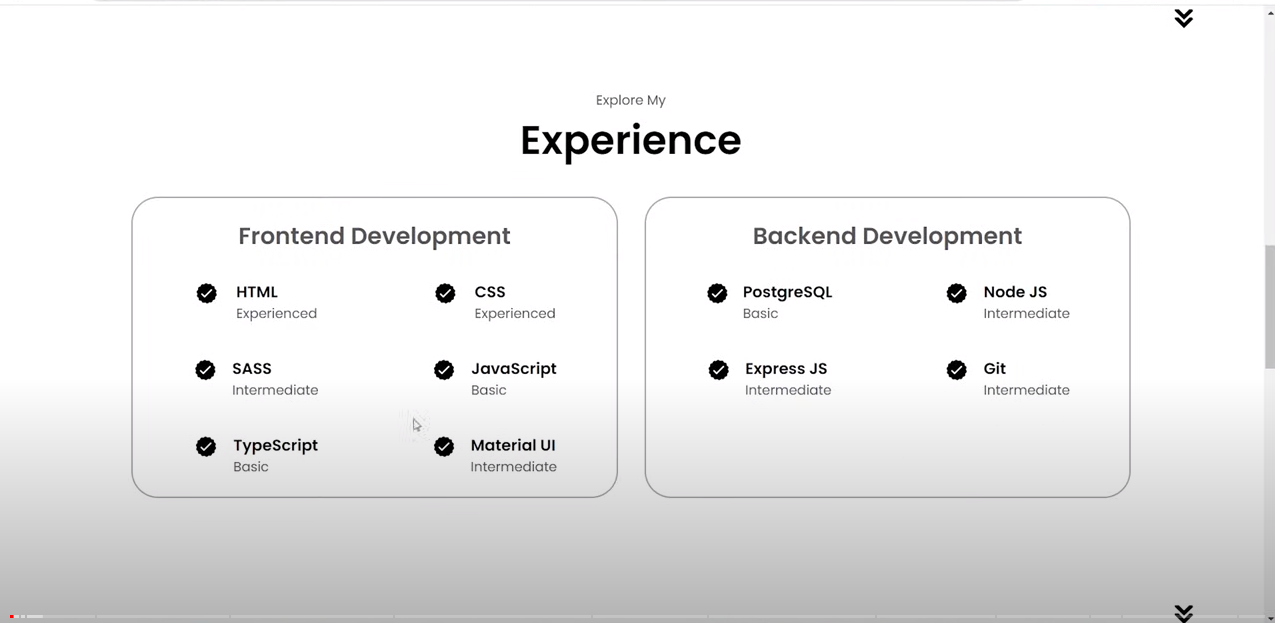 Explore My
Experience
Frontend Development
HTML
Experienced
CSS
Experienced
SASS
Intermediate
JavaScript
Basic
TypeScript
Basic
Material UI
Intermediate
Backend Development
PostgreSQL
Basic
Node JS
Intermediate
Express JS
Intermediate
Git
Intermediate